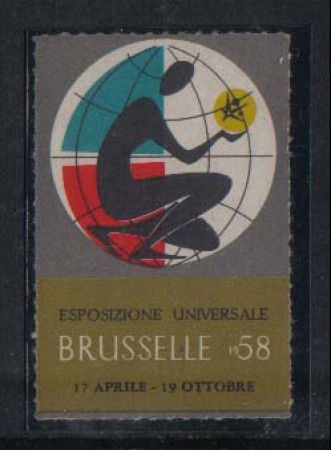 ESPOSIZIONE UNIVERSALE
BRUSSELLE 1958
17 APRILE - 19 OTTOBRE